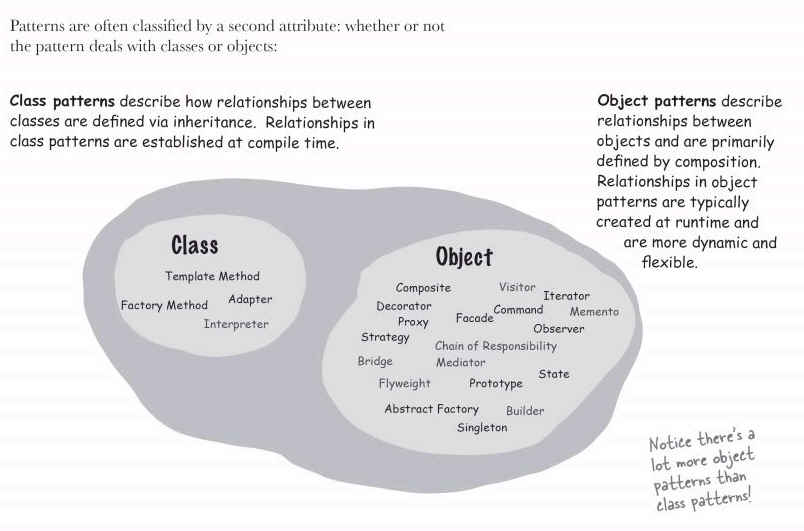 Patterns are often classified by a second attribute: whether or not
the pattern deals with classes or objects:
Class patterns describe how relationships between
classes are defined via inheritance. Relationships in
class patterns are established at compile time.
Object patterns describe
relationships between
objects and are primarily
defined by composition.
Relationships in object
patterns are typically
created at runtime and
are more dynamic and
flexible.
Class
Template Method
Factory Method
Adapter
Interpreter
Object
Composite
Visitor
Iterator
Decorator
Command
Memento
Proxy
Facade
Observer
Strategy
Chain of Responsibility
Bridge
Mediator
State
Flyweight
Prototype
Abstract Factory
Builder
Singleton
Notice there's a
lot more object
patterns than
class patterns!